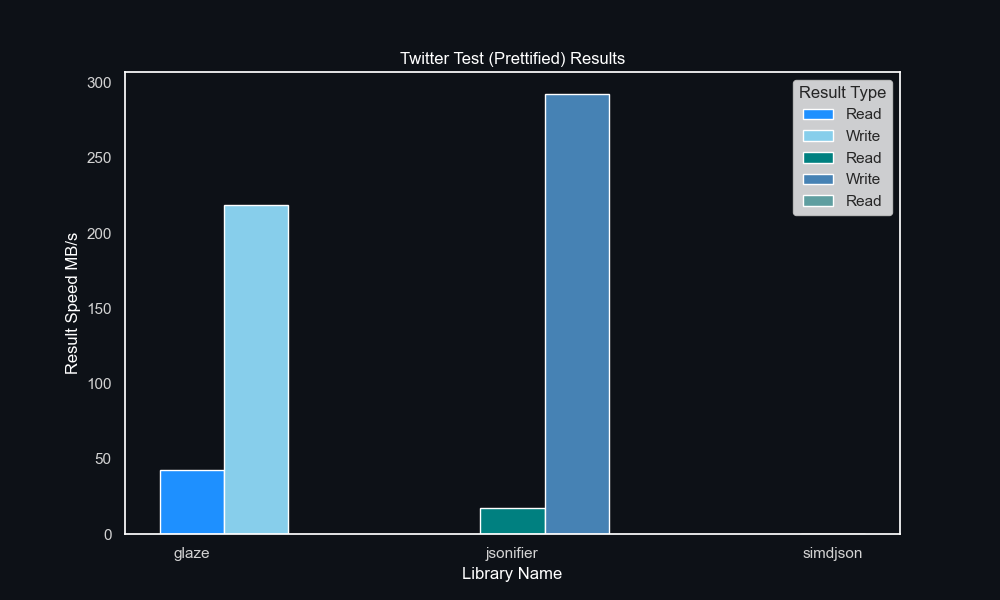 Twitter Test (Prettified) Results
Result Speed MB/s
300
250
200
150
100
50
0
Result Type
Read
Write
Read
Write
Read
glaze
jsonifier
simdjson
Library Name